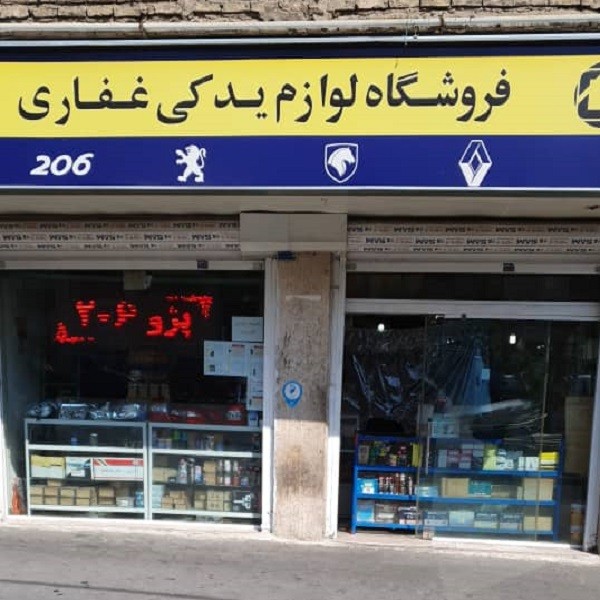 فروشگاه لوازم یدکی غفاری
206
پژو ۲۰۶